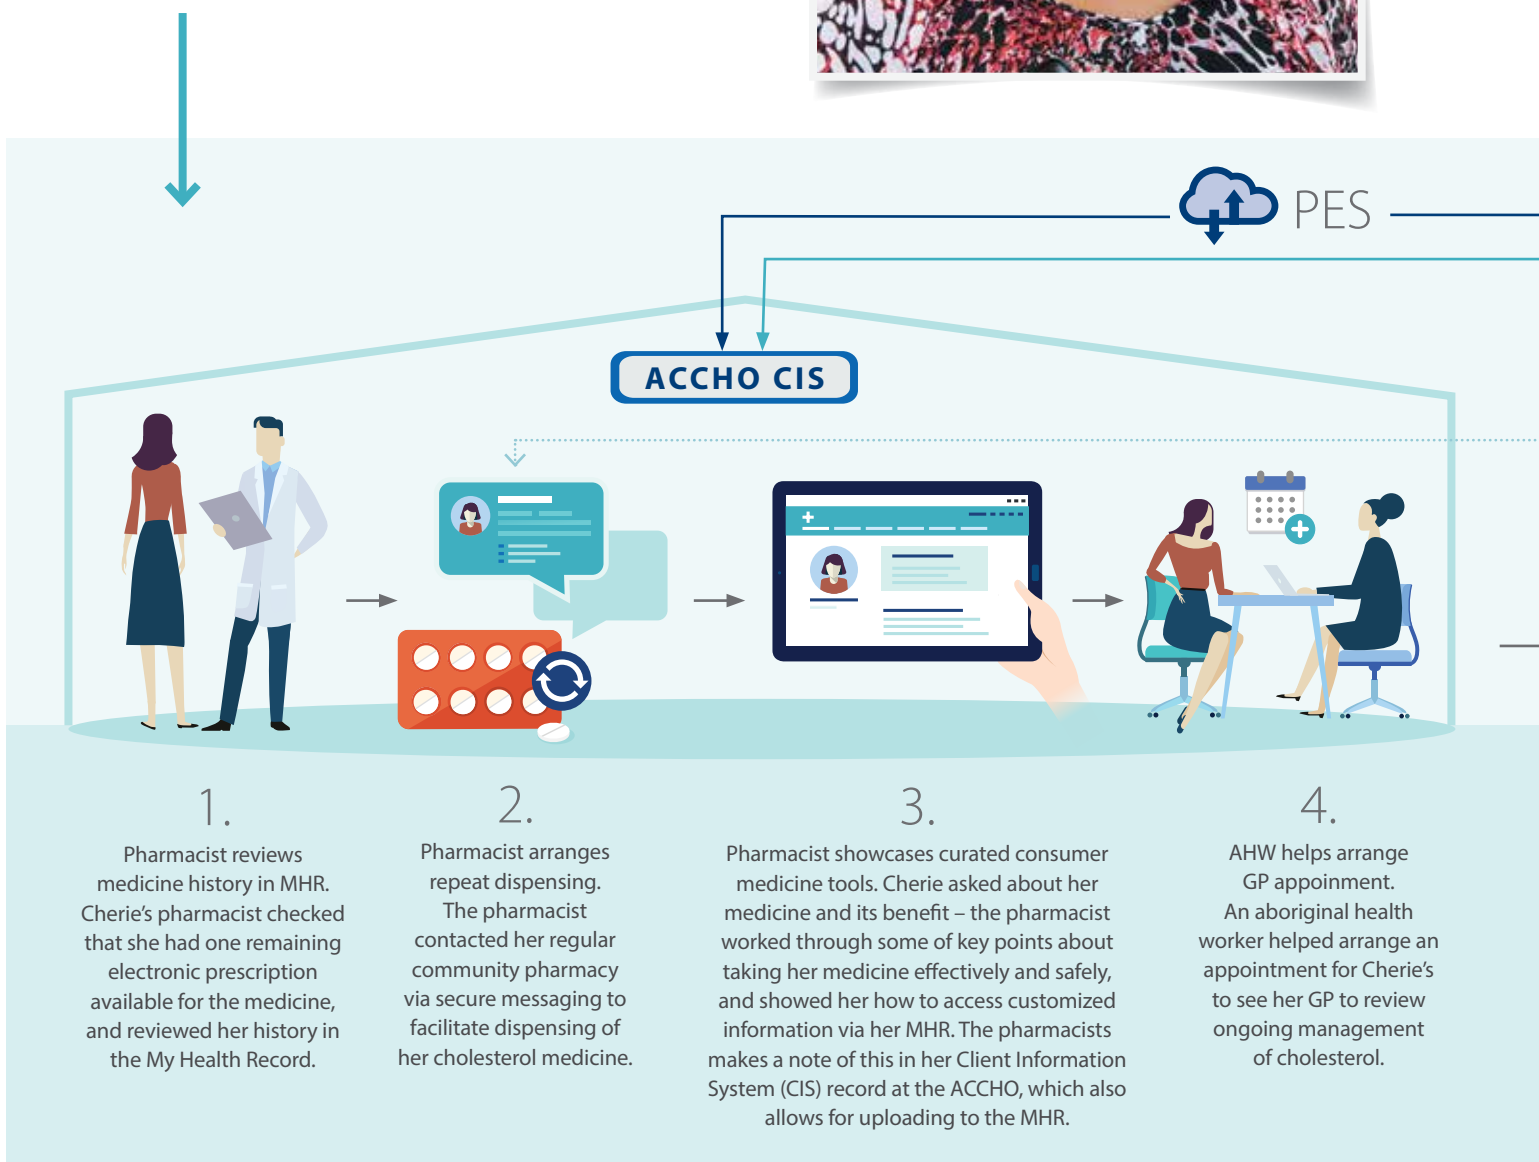 PES
ACCHO CIS
1.
Pharmacist reviews
medicine history in MHR.
Cherie’s pharmacist checked
that she had one remaining
electronic prescription
available for the medicine,
and reviewed her history in
the My Health Record.
2.
Pharmacist arranges
repeat dispensing.
The pharmacist
contacted her regular
community pharmacy
via secure messaging to
facilitate dispensing of
her cholesterol medicine.
3.
Pharmacist showcases curated consumer
medicine tools. Cherie asked about her
medicine and its benefit – the pharmacist
worked through some of key points about
taking her medicine effectively and safely,
and showed her how to access customized
information via her MHR. The pharmacists
makes a note of this in her Client Information
System (CIS) record at the ACCHO, which also
allows for uploading to the MHR.
4.
AHW helps arrange
GP appoinment.
An aboriginal health
worker helped arrange an
appointment for Cherie’s
to see her GP to review
ongoing management
of cholesterol.